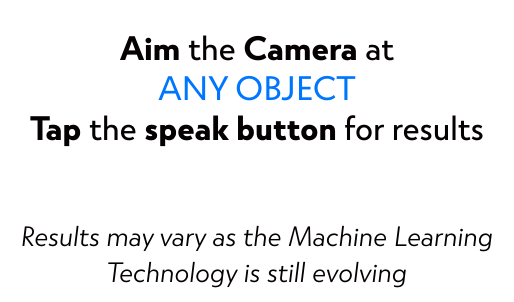 Aim the Camera at
ANY OBJECT
Tap the speak button for results
Results may vary as the Machine Learning
Technology is still evolving